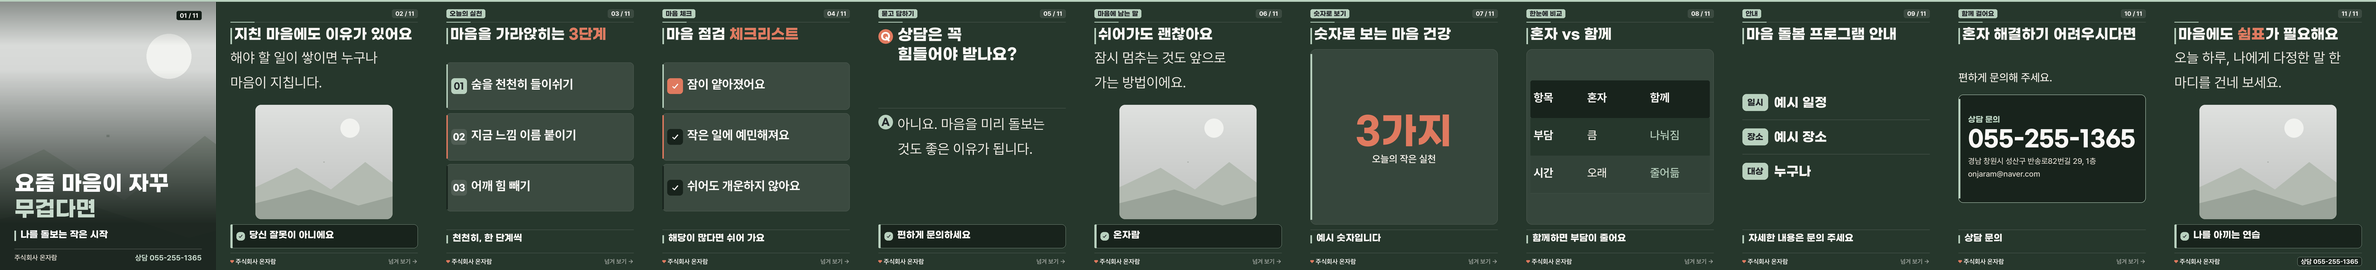 01 / 11
요즘 마음이 자꾸
무겁다면
나를 돌보는 작은 시작
주식회사 온자람
상담 055-255-1365
02 / 11
지친 마음에도 이유가 있어요
해야 할 일이 쌓이면 누구나
마음이 지칩니다.
당신 잘못이 아니에요
♥ 주식회사 온자람
넘겨 보기 →
오늘의 실천
03 / 11
마음을 가라앉히는 3단계
01 숨을 천천히 들이쉬기
02 지금 느낌 이름 붙이기
03 어깨 힘 빼기
천천히, 한 단계씩
♥ 주식회사 온자람
넘겨 보기 →
마음 체크
04 / 11
마음 점검 체크리스트
잠이 얕아졌어요
작은 일에 예민해져요
쉬어도 개운하지 않아요
해당이 많다면 쉬어 가요
♥ 주식회사 온자람
넘겨 보기 →
묻고 답하기
05 / 11
Q 상담은 꼭
힘들어야 받나요?
A 아니요. 마음을 미리 돌보는
것도 좋은 이유가 됩니다.
편하게 문의하세요
♥ 주식회사 온자람
넘겨 보기 →
마음에 남는 말
06 / 11
쉬어가도 괜찮아요
잠시 멈추는 것도 앞으로
가는 방법이에요.
온자람
♥ 주식회사 온자람
넘겨 보기 →
숫자로 보기
07 / 11
숫자로 보는 마음 건강
3가지
오늘의 작은 실천
예시 숫자입니다
♥ 주식회사 온자람
넘겨 보기 →
한눈에 비교
08 / 11
혼자 vs 함께
항목 혼자 함께
부담 큼 나눠짐
시간 오래 줄어듦
함께하면 부담이 줄어요
♥ 주식회사 온자람
넘겨 보기 →
안내
09 / 11
마음 돌봄 프로그램 안내
일시 예시 일정
장소 예시 장소
대상 누구나
자세한 내용은 문의 주세요
♥ 주식회사 온자람
넘겨 보기 →
함께 걸어요
10 / 11
혼자 해결하기 어려우시다면
편하게 문의해 주세요.
상담 문의
055-255-1365
경남 창원시 성산구 반송로82번길 29, 1층
onjaram@naver.com
상담 문의
♥ 주식회사 온자람
넘겨 보기 →
11 / 11
마음에도 쉼표가 필요해요
오늘 하루, 나에게 다정한 말 한
마디를 건네 보세요.
나를 아끼는 연습
♥ 주식회사 온자람
상담 055-255-1365